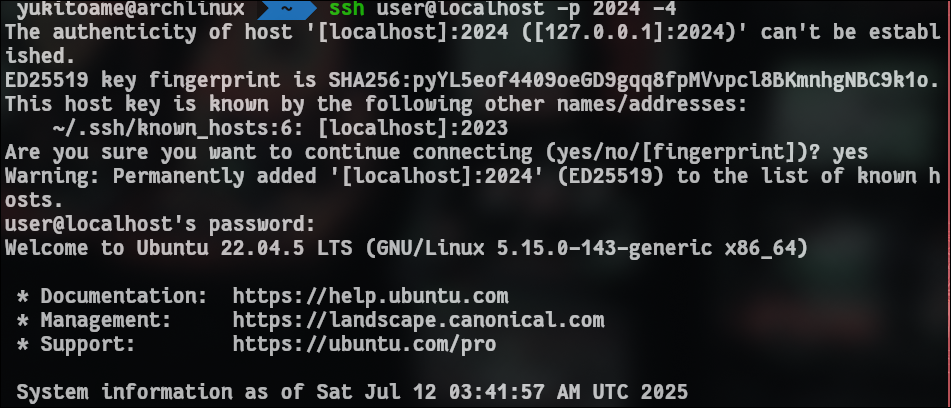 yukitoame@archlinux ~ ssh user@localhost -p 2024 -4
The authenticity of host '[localhost]:2024 ([127.0.0.1]:2024)' can't be establ
ished.
ED25519 key fingerprint is SHA256:pyYL5eof4409oeGD9gqq8fpMVvpcl8BKmnhgNBC9k1o.
This host key is known by the following other names/addresses:
    ~/.ssh/known_hosts:6: [localhost]:2023
Are you sure you want to continue connecting (yes/no/[fingerprint])? yes
Warning: Permanently added '[localhost]:2024' (ED25519) to the list of known h
osts.
user@localhost's password:
Welcome to Ubuntu 22.04.5 LTS (GNU/Linux 5.15.0-143-generic x86_64)

 * Documentation:  https://help.ubuntu.com
 * Management:     https://landscape.canonical.com
 * Support:        https://ubuntu.com/pro

 System information as of Sat Jul 12 03:41:57 AM UTC 2025